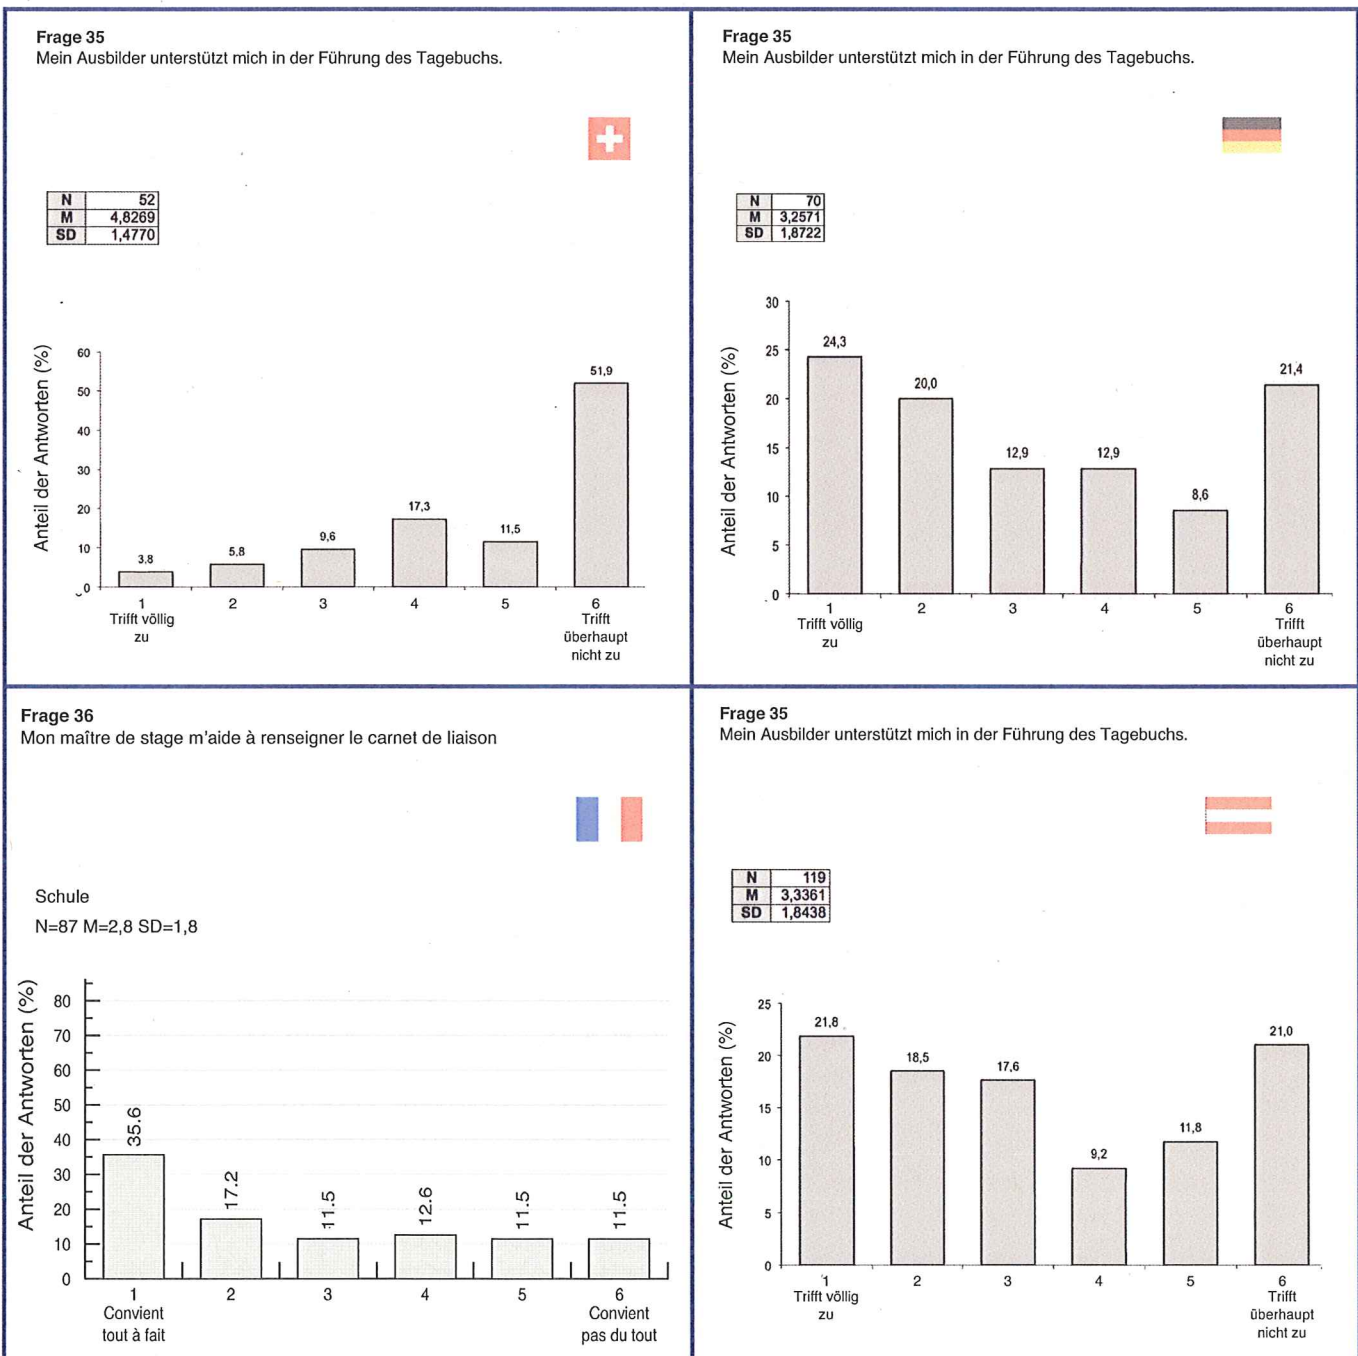 Frage 35
Mein Ausbilder unterstützt mich in der Führung des Tagebuchs.
N 52
M 4,8269
SD 1,4770
Anteil der Antworten (%)
60
50
40
30
20
10
0
3,8
5,8
9,6
17,3
11,5
51,9
1 2 3 4 5 6
Trifft völlig zu
Trifft überhaupt nicht zu
Frage 35
Mein Ausbilder unterstützt mich in der Führung des Tagebuchs.
N 70
M 3,2571
SD 1,8722
Anteil der Antworten (%)
30
25
20
15
10
5
0
24,3
20,0
12,9
12,9
8,6
21,4
1 2 3 4 5 6
Trifft völlig zu
Trifft überhaupt nicht zu
Frage 36
Mon maître de stage m'aide à renseigner le carnet de liaison
Schule
N=87 M=2,8 SD=1,8
Anteil der Antworten (%)
80
70
60
50
40
30
20
10
0
35.6
17.2
11.5
12.6
11.5
11.5
1 2 3 4 5 6
Convient tout à fait
Convient pas du tout
Frage 35
Mein Ausbilder unterstützt mich in der Führung des Tagebuchs.
N 119
M 3,3361
SD 1,8438
Anteil der Antworten (%)
25
20
15
10
5
0
21,8
18,5
17,6
9,2
11,8
21,0
1 2 3 4 5 6
Trifft völlig zu
Trifft überhaupt nicht zu